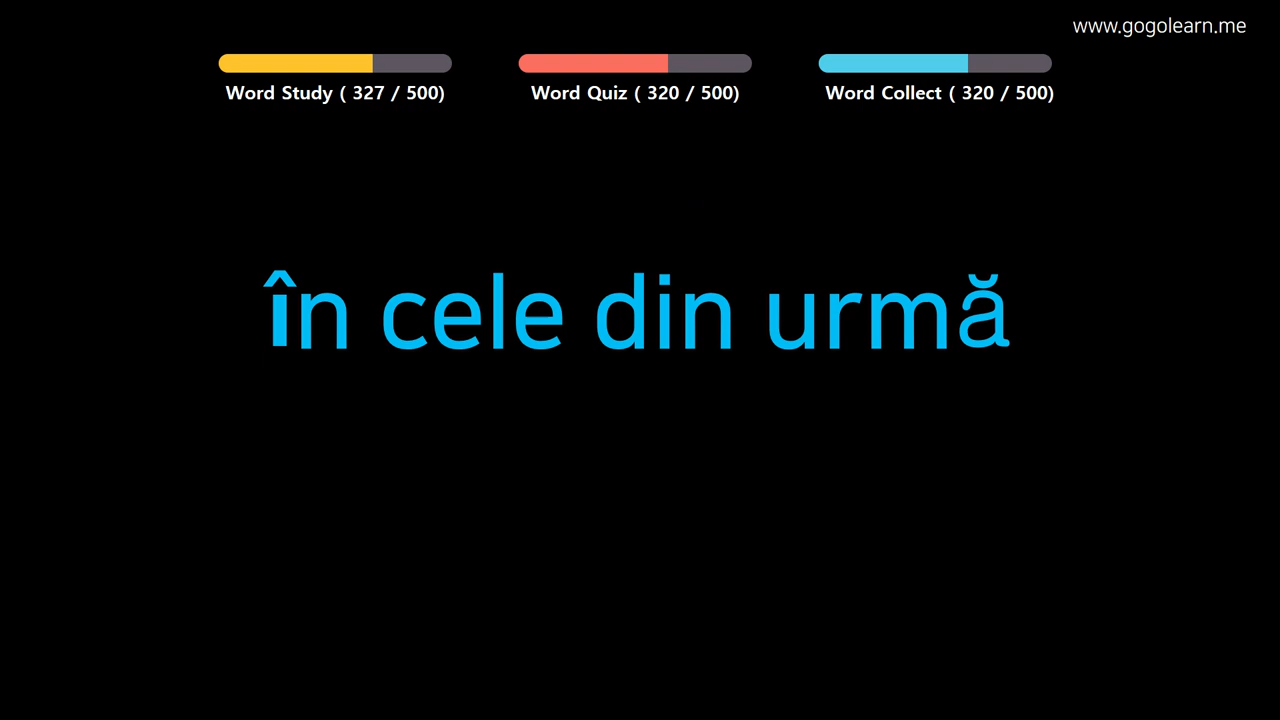 www.gogolearn.me
Word Study ( 327 / 500)
Word Quiz ( 320 / 500)
Word Collect ( 320 / 500)
în cele din urmă